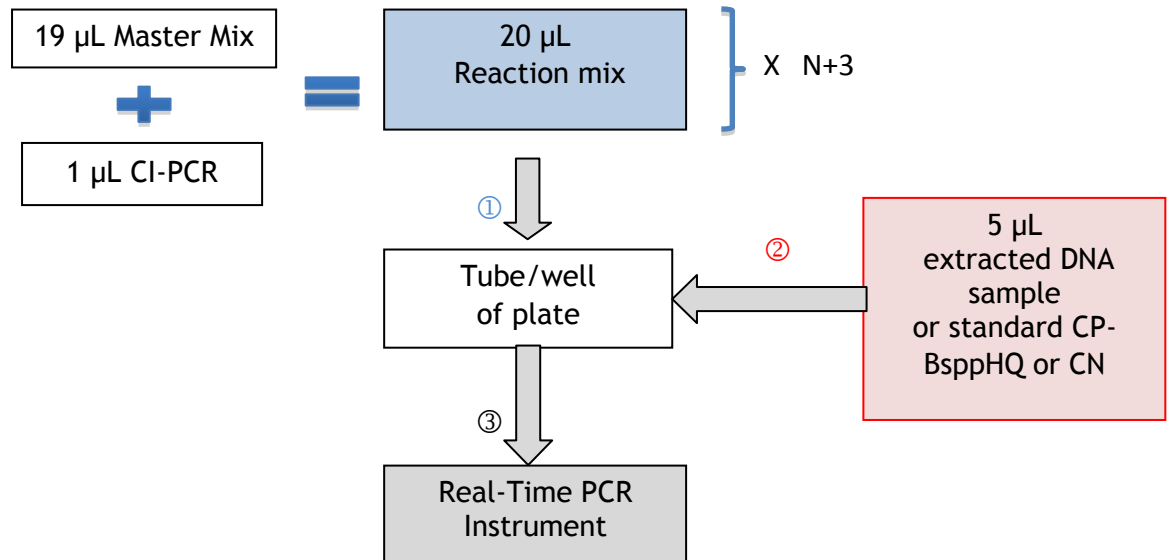 19 µL Master Mix
1 µL CI-PCR
20 µL
Reaction mix
X N+3
①
Tube/well
of plate
②
5 µL
extracted DNA
sample
or standard CP-
BsppHQ or CN
③
Real-Time PCR
Instrument